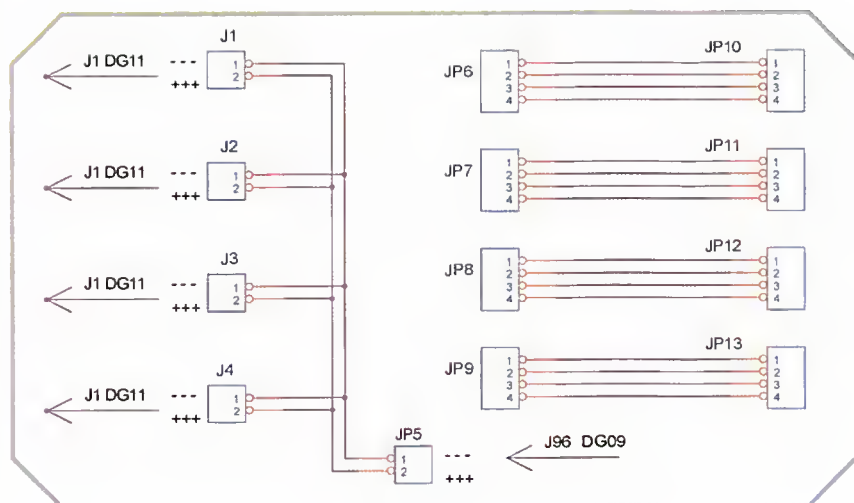 J1
J1 DG11 --- 1
+++ 2
J2
J1 DG11 --- 1
+++ 2
J3
J1 DG11 --- 1
+++ 2
J4
J1 DG11 --- 1
+++ 2
JP5
1 --- J96 DG09
2 +++
JP10
JP6 1 1
2 2
3 3
4 4
JP11
JP7 1 1
2 2
3 3
4 4
JP12
JP8 1 1
2 2
3 3
4 4
JP13
JP9 1 1
2 2
3 3
4 4